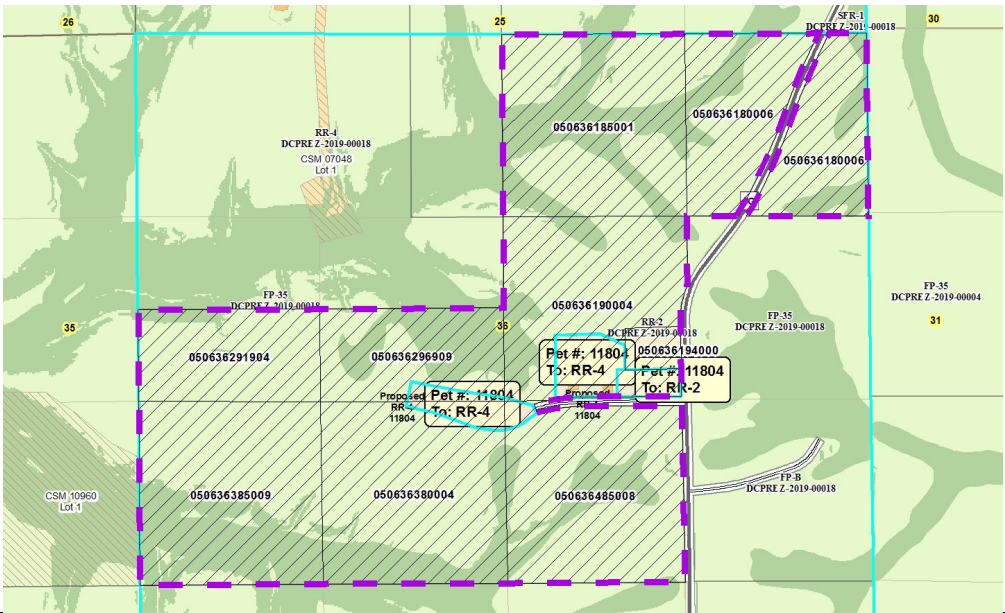 26
25
30
SFR-1
DCPREZ-2019-00018
RR-4
DCPREZ-2019-00018
CSM 07048
Lot 1
050636185001
050636180006
050636180006
FP-35
DCPREZ-2019-00018
050636190004
FP-35
DCPREZ-2019-00018
FP-35
DCPREZ-2019-00004
35
36
31
RR-2
DCPREZ-2019-00018
050636291904
050636296909
050636194000
Pet #: 11804
To: RR-4
Pet #: 11804
To: RR-2
Proposed
11804
Pet #: 11804
To: RR-4
Proposed
11804
CSM 10960
Lot 1
050636385009
050636380004
050636485008
FP-B
DCPREZ-2019-00018